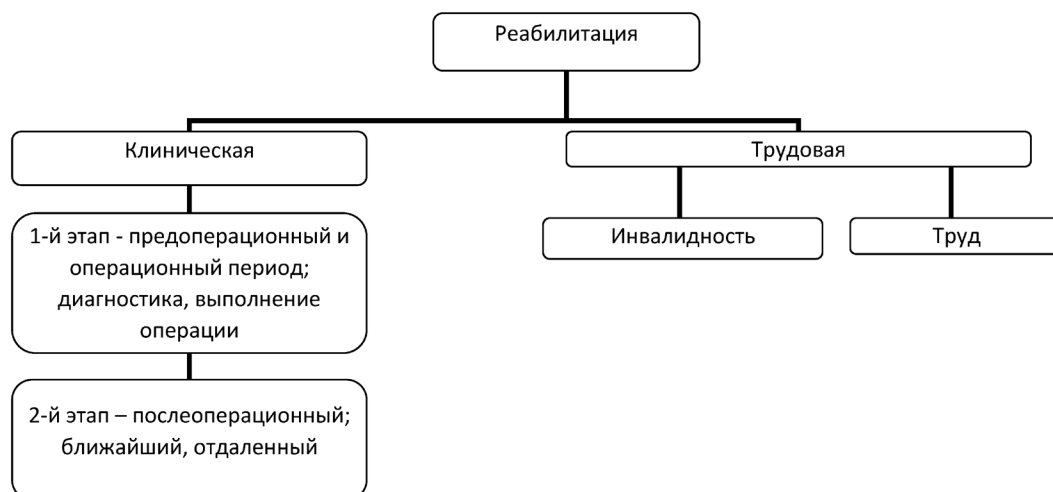 Реабилитация
Клиническая
Трудовая
1-й этап - предоперационный и
операционный период;
диагностика, выполнение
операции
Инвалидность
Труд
2-й этап – послеоперационный;
ближайший, отдаленный